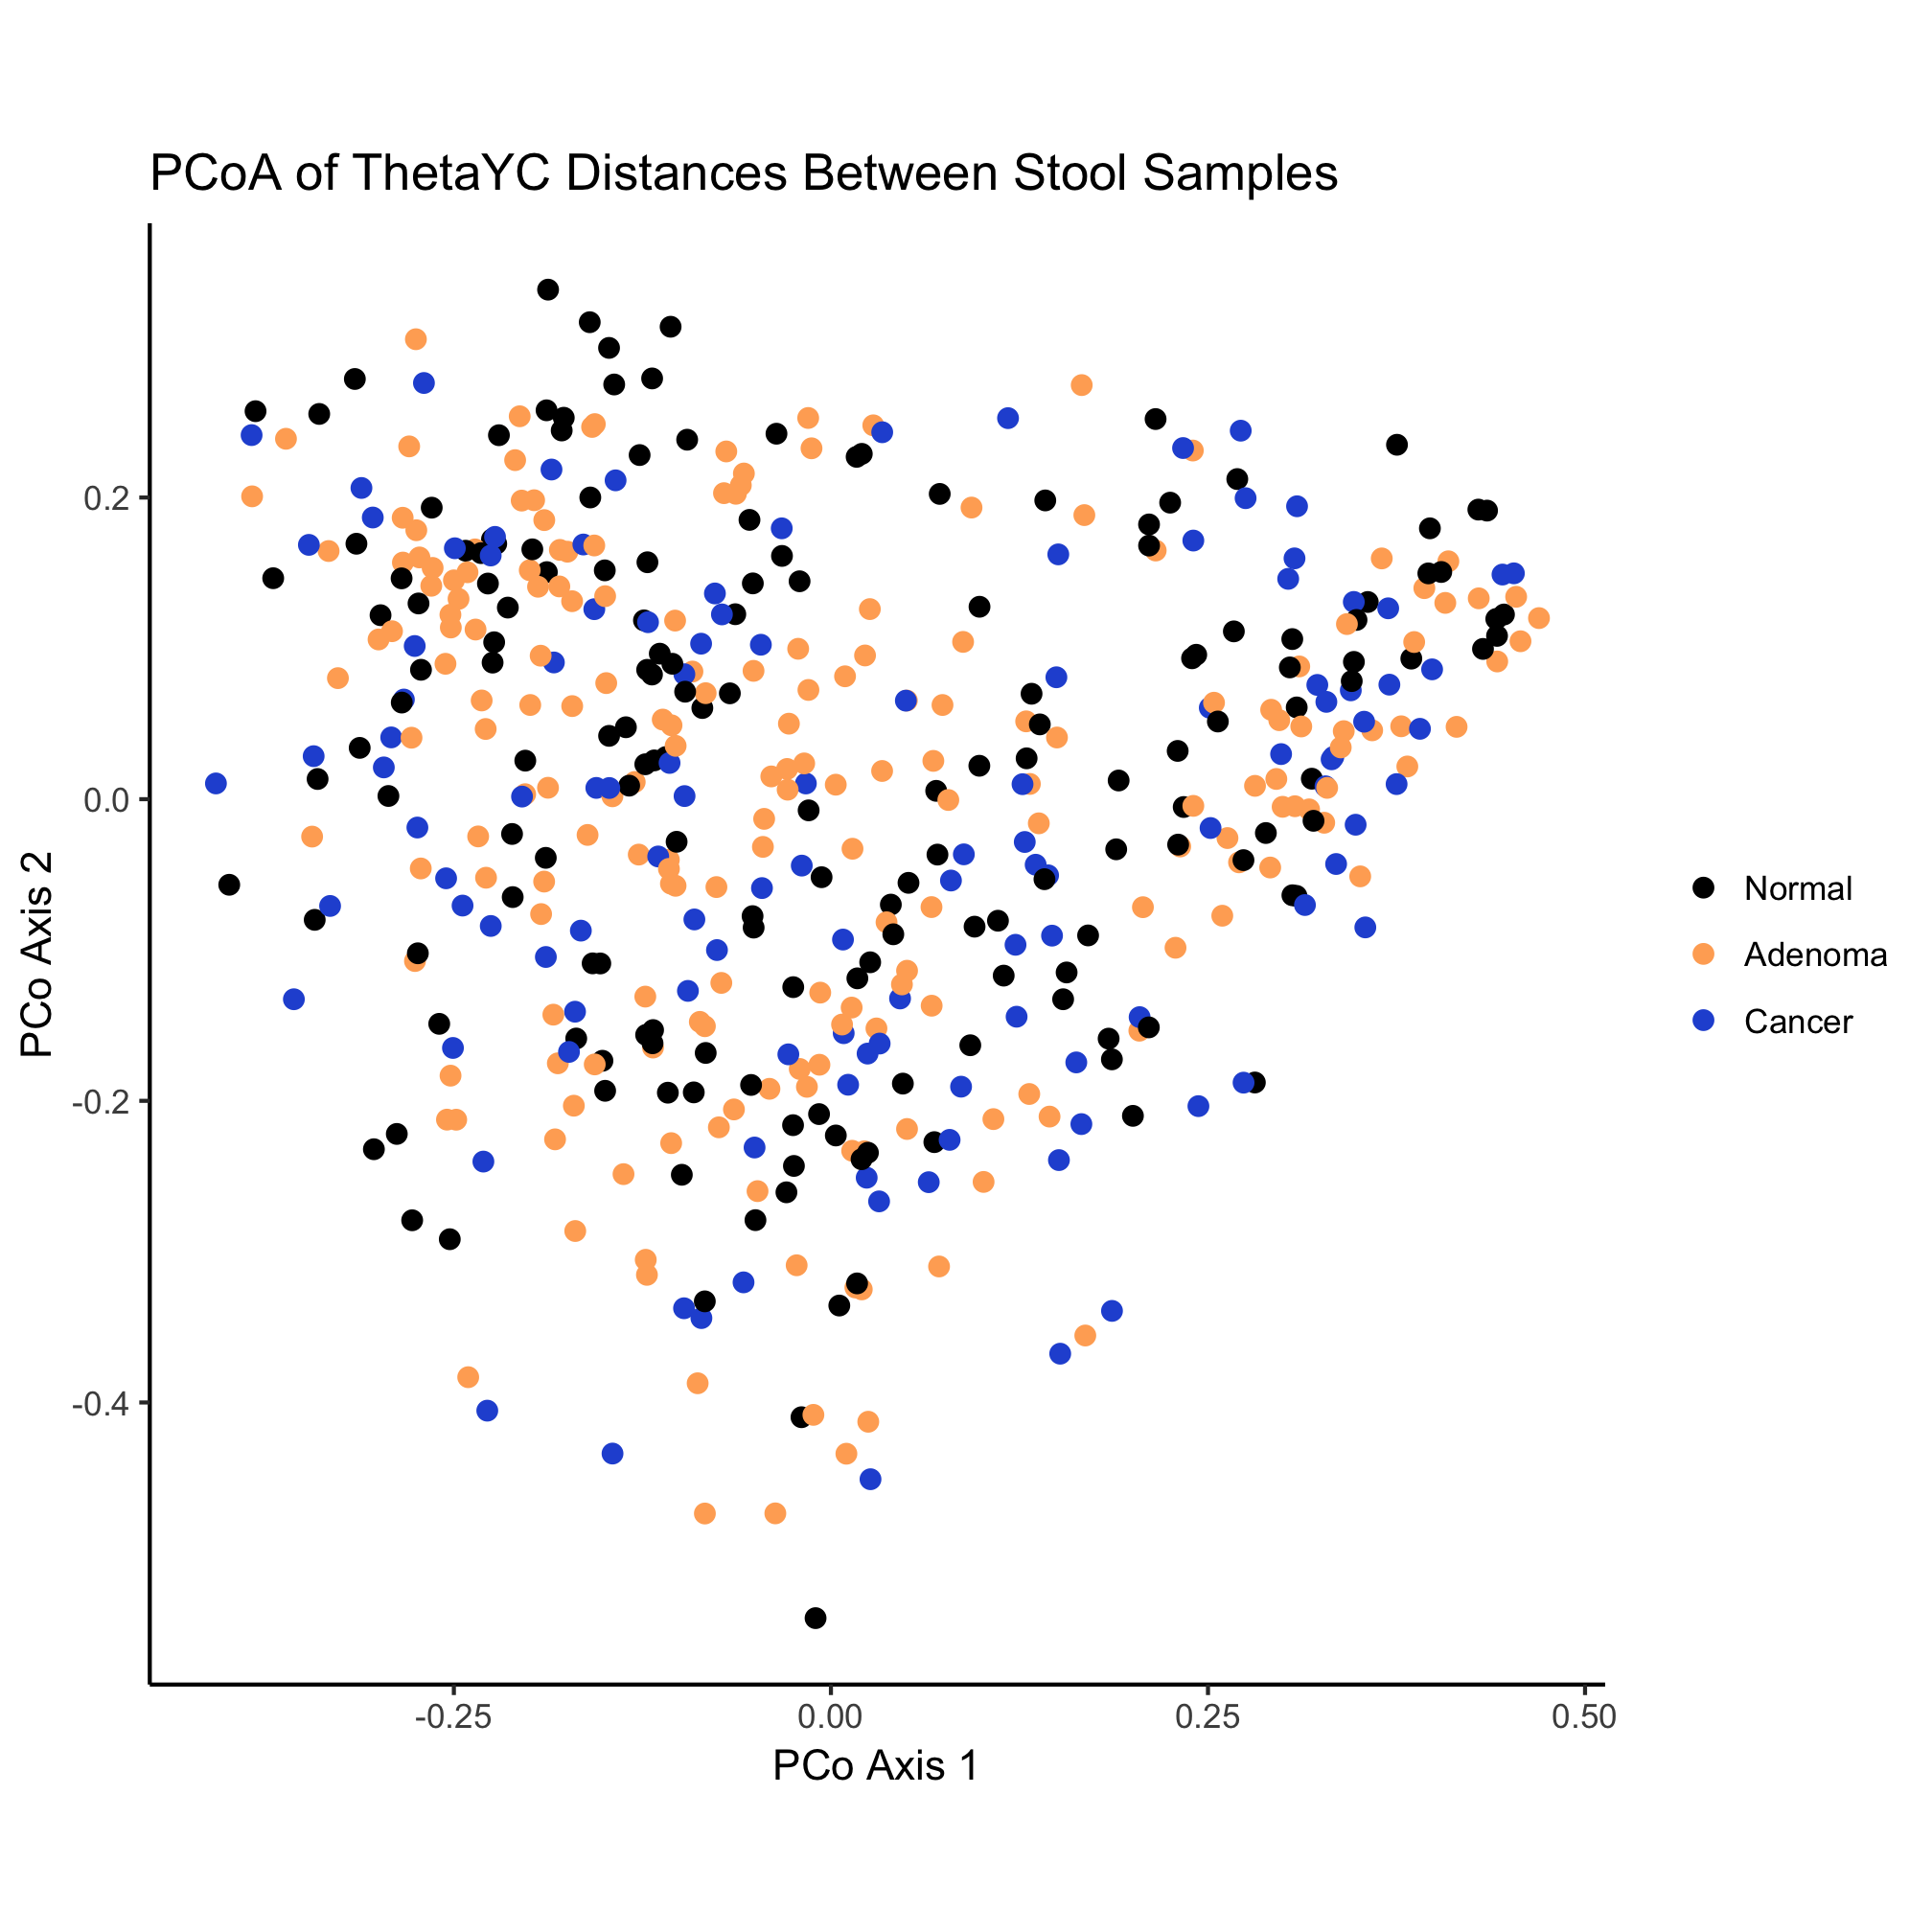 PCoA of ThetaYC Distances Between Stool Samples
PCo Axis 2
0.2
0.0
-0.2
-0.4
-0.25
0.00
0.25
0.50
PCo Axis 1
Normal
Adenoma
Cancer